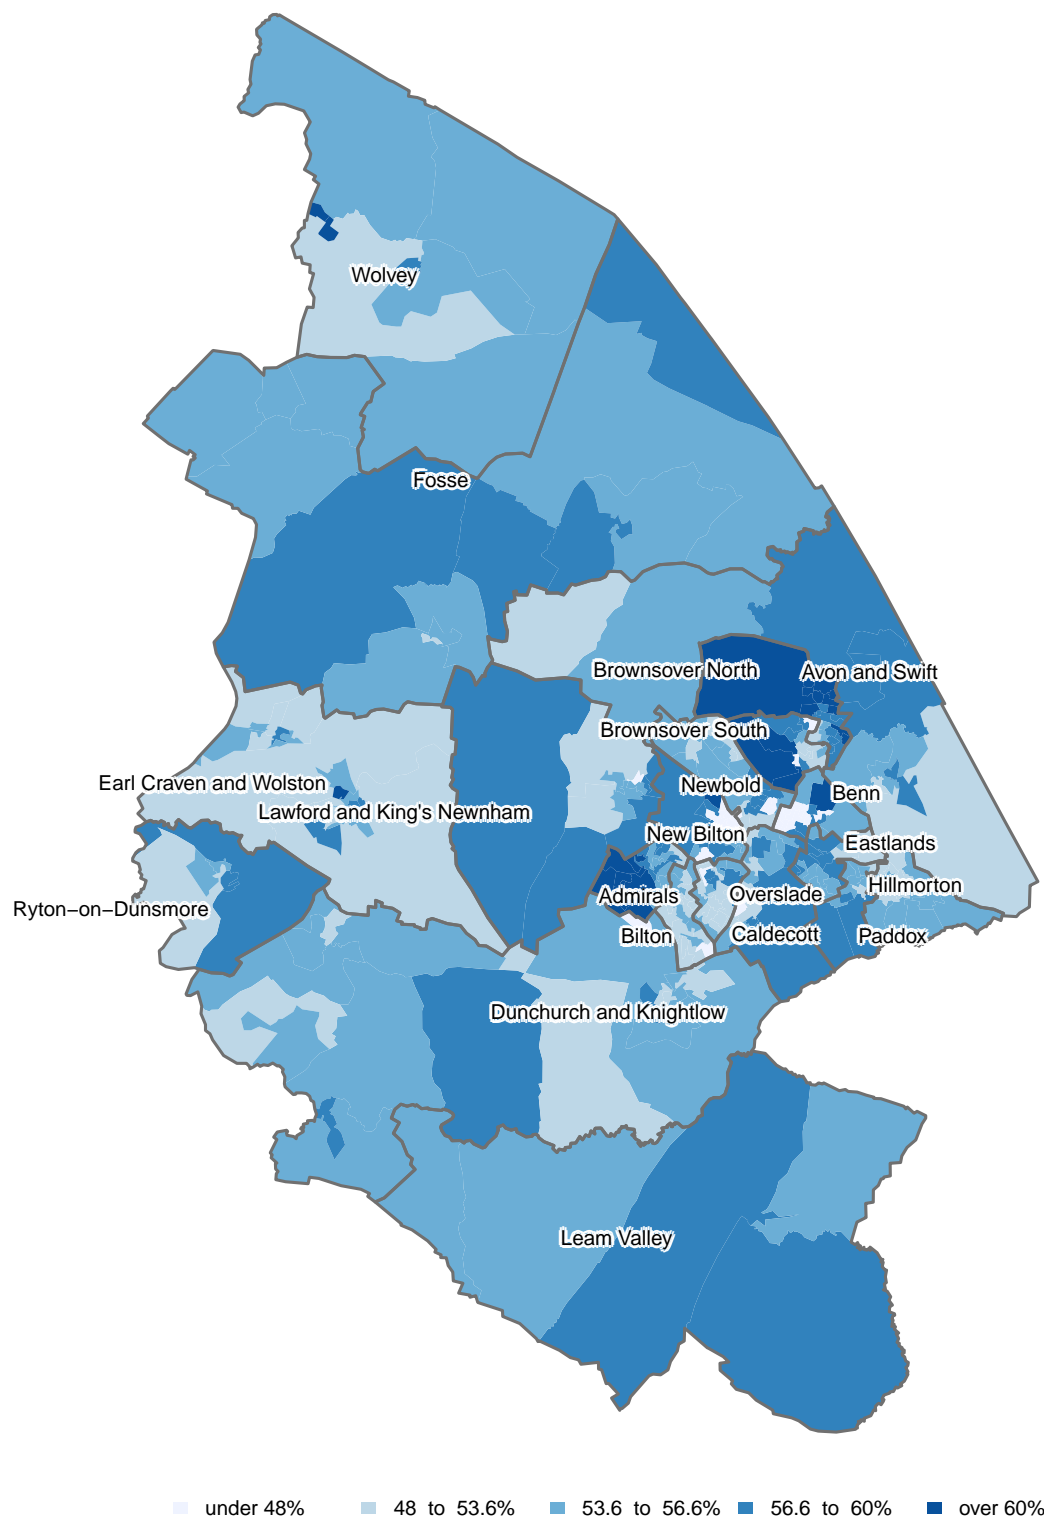 Wolvey
Fosse
Brownsover North
Avon and Swift
Brownsover South
Earl Craven and Wolston
Newbold
Benn
Lawford and King's Newnham
New Bilton
Eastlands
Hillmorton
Admirals
Overslade
Ryton−on−Dunsmore
Bilton
Caldecott
Paddox
Dunchurch and Knightlow
Leam Valley
under 48% 48 to 53.6% 53.6 to 56.6% 56.6 to 60% over 60%